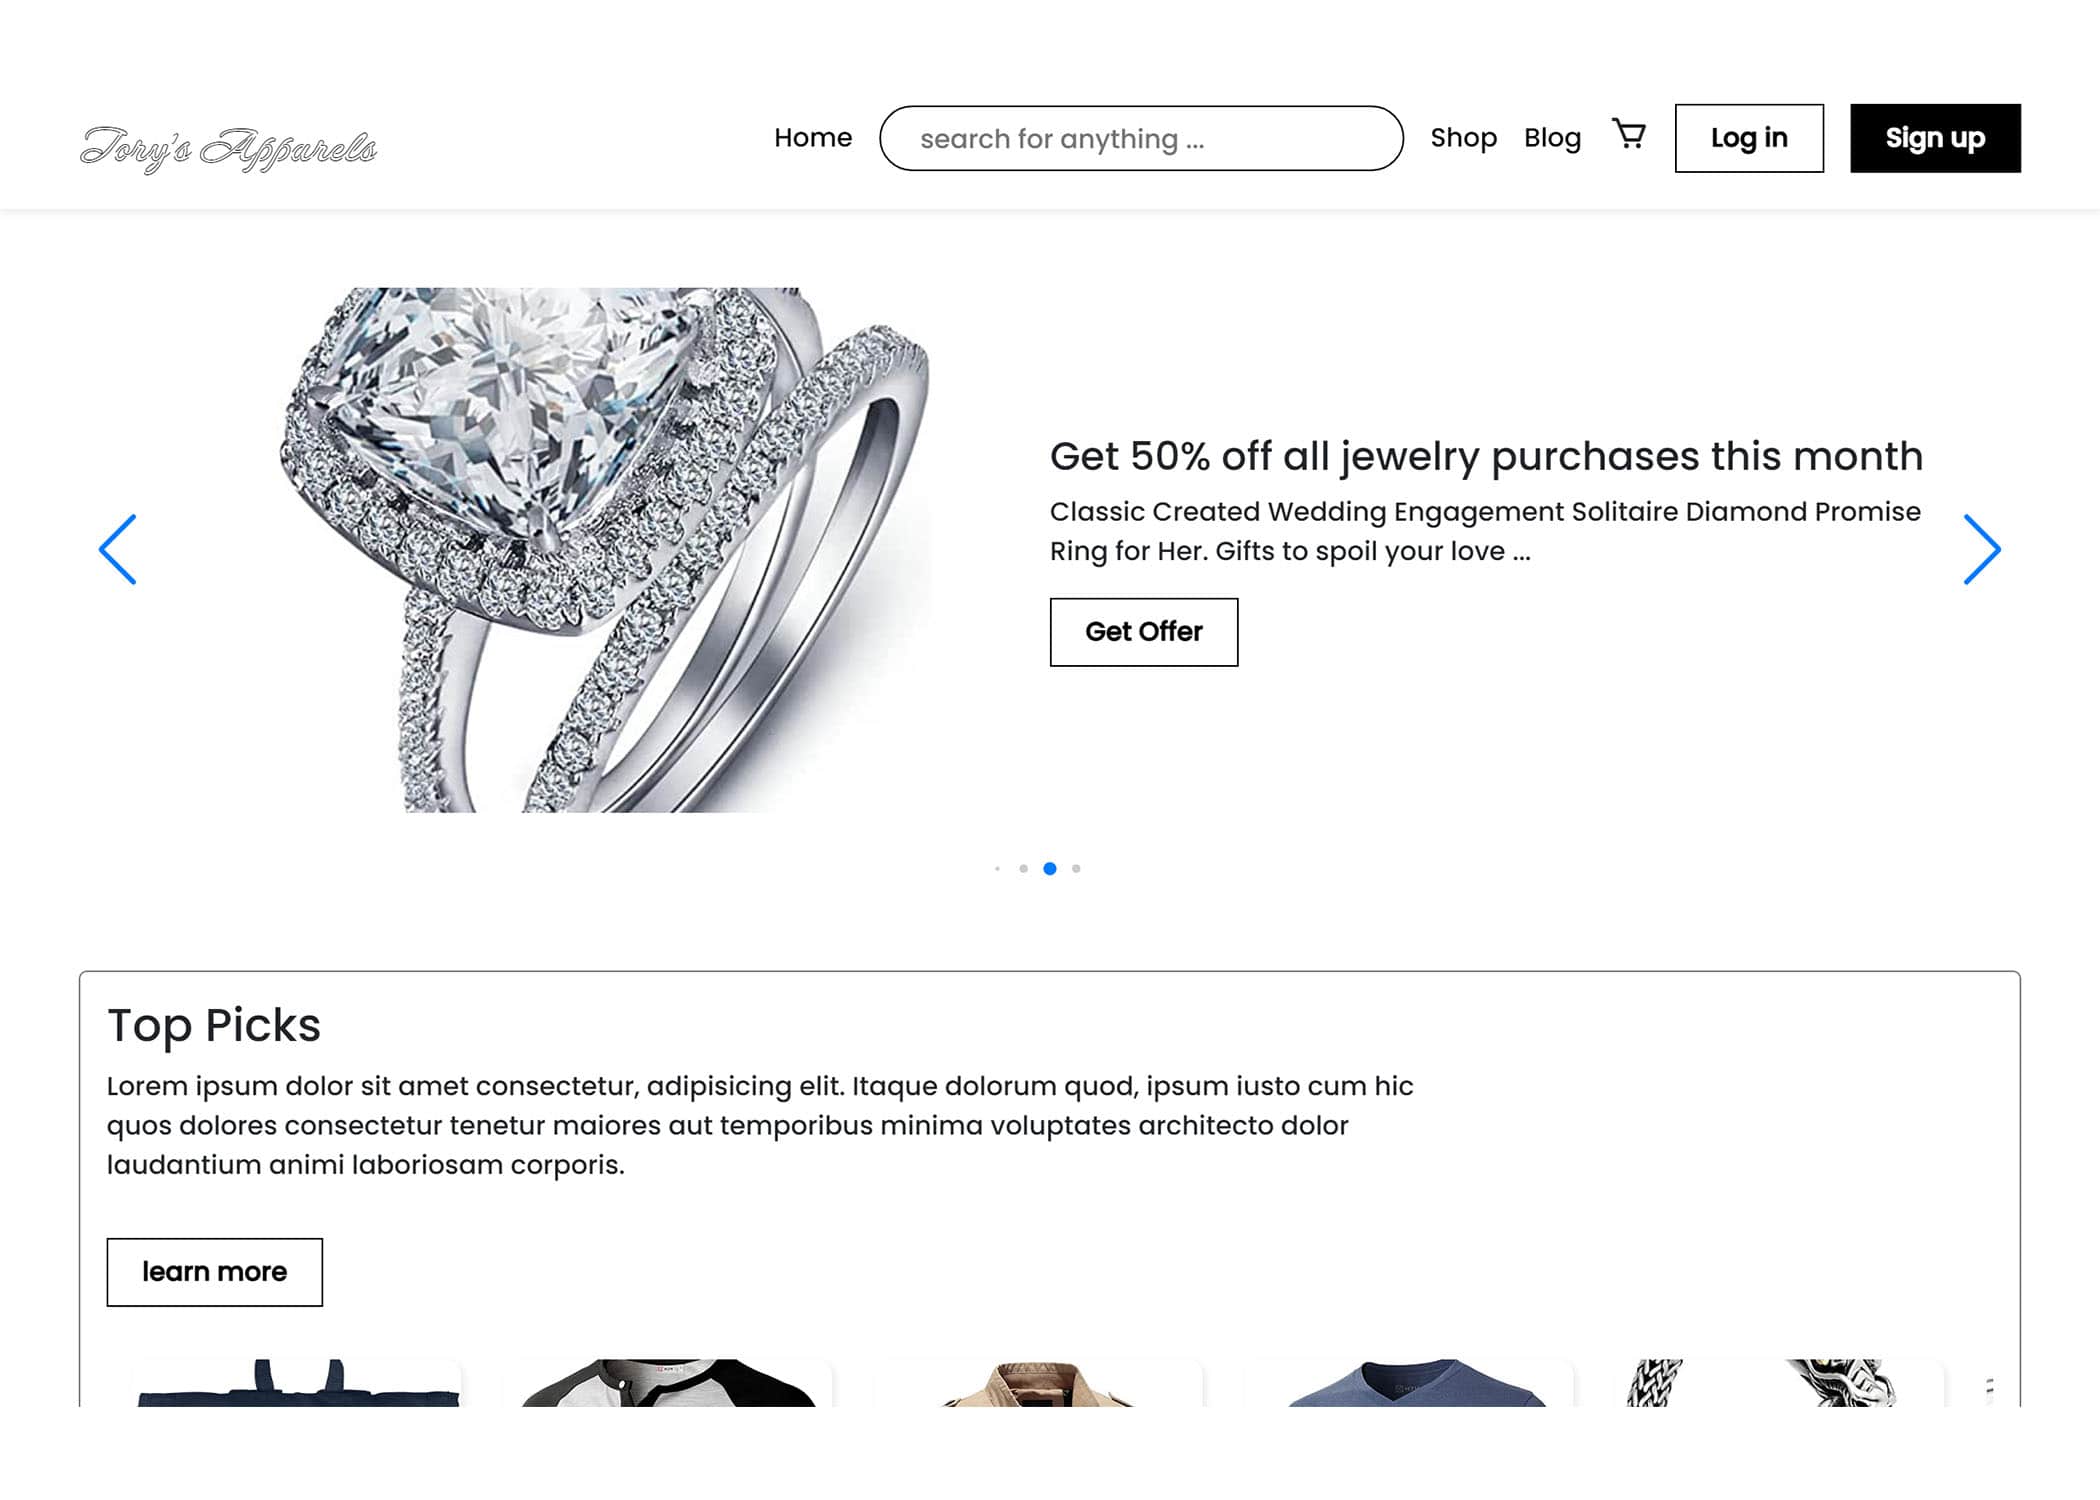 Tory's Apparels
Home
search for anything ...
Shop
Blog
Log in
Sign up
Get 50% off all jewelry purchases this month
Classic Created Wedding Engagement Solitaire Diamond Promise
Ring for Her. Gifts to spoil your love ...
Get Offer
Top Picks
Lorem ipsum dolor sit amet consectetur, adipisicing elit. Itaque dolorum quod, ipsum iusto cum hic
quos dolores consectetur tenetur maiores aut temporibus minima voluptates architecto dolor
laudantium animi laboriosam corporis.
learn more